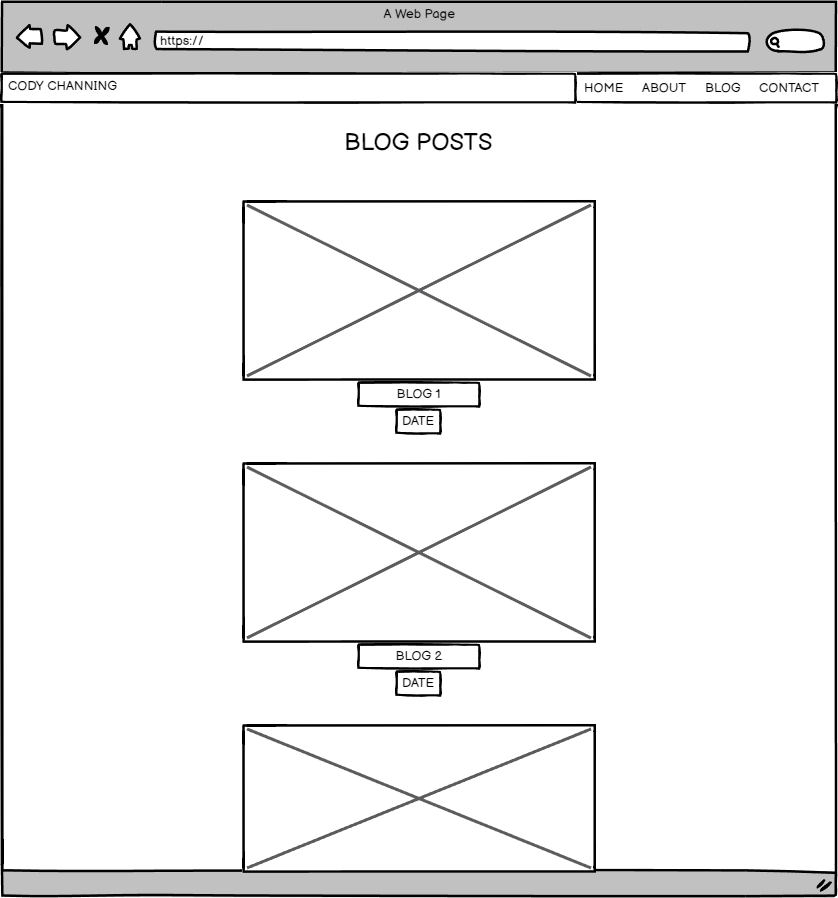 A Web Page
https://
CODY CHANNING
HOME ABOUT BLOG CONTACT
BLOG POSTS
BLOG 1
DATE
BLOG 2
DATE